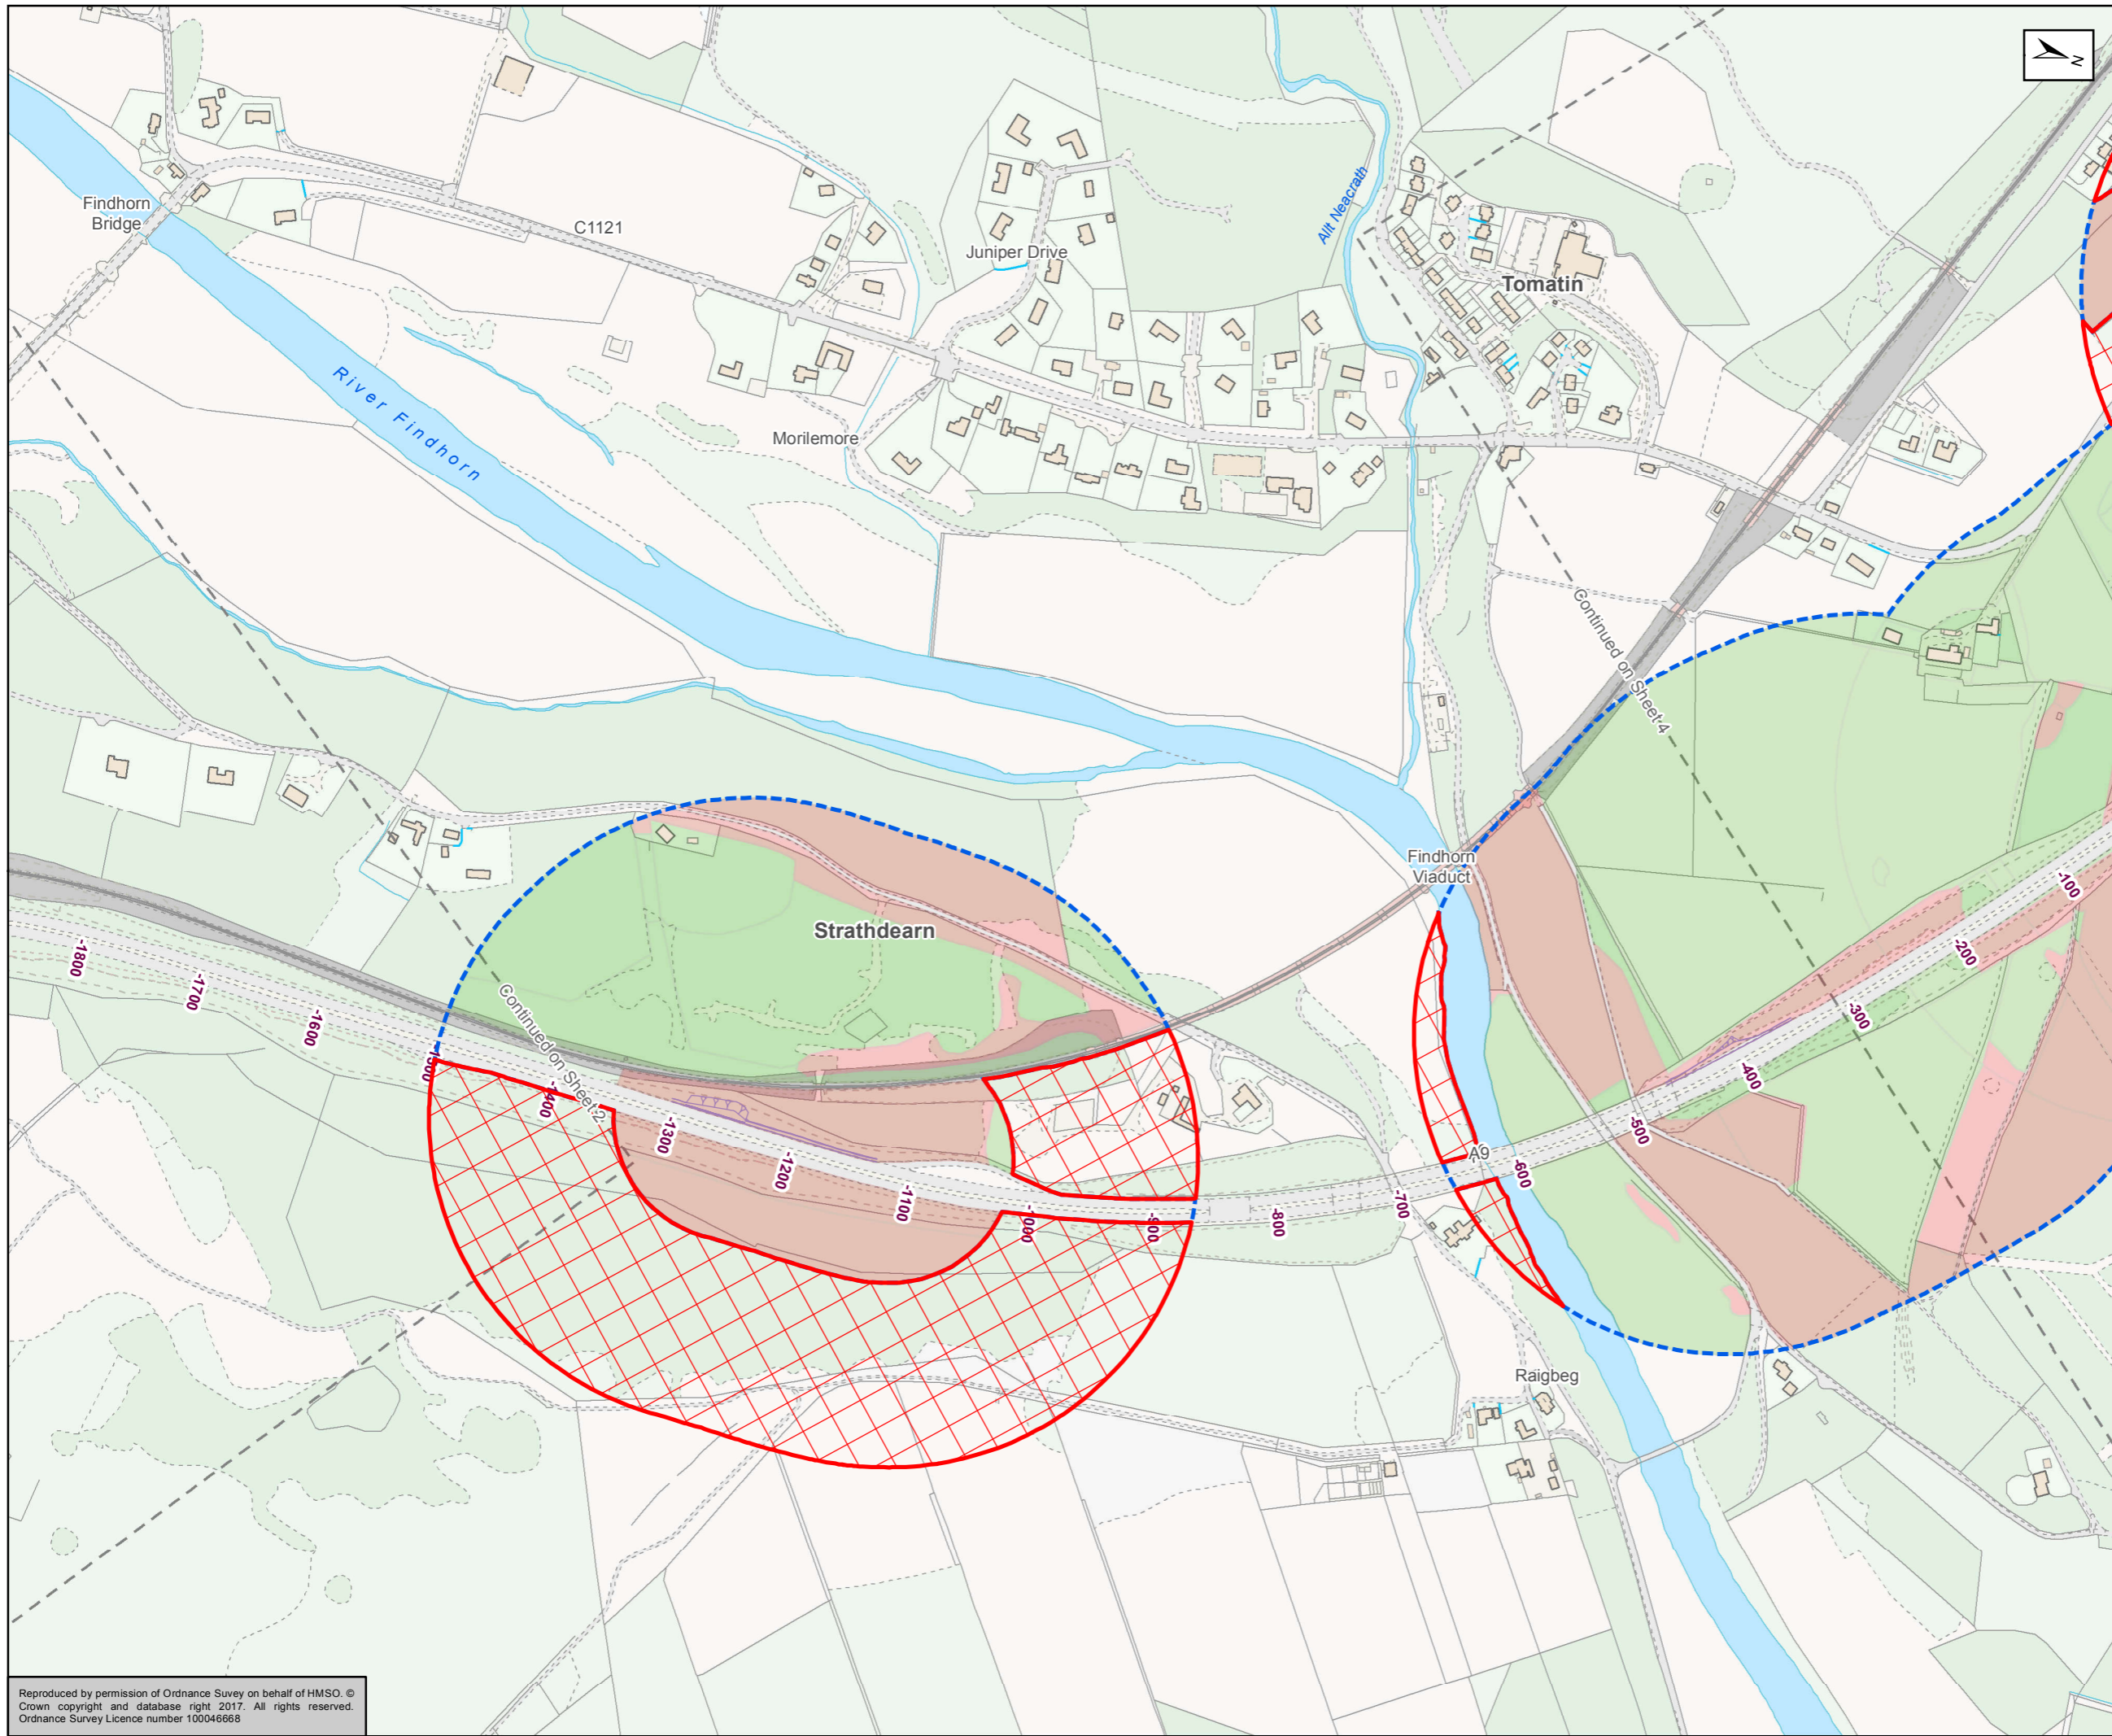 N
Findhorn
Bridge
C1121
Juniper Drive
Allt Neacrath
Tomatin
River Findhorn
Morilemore
Continued on Sheet 4
Findhorn
Viaduct
Strathdearn
Continued on Sheet 2
-1800
-1700
-1600
-1500
-1400
-1300
-1200
-1100
-1000
-900
-800
-700
-600
-500
-400
-300
-200
-100
A9
Raigbeg
Reproduced by permission of Ordnance Suvey on behalf of HMSO. ©
Crown copyright and database right 2017. All rights reserved.
Ordnance Survey Licence number 100046668